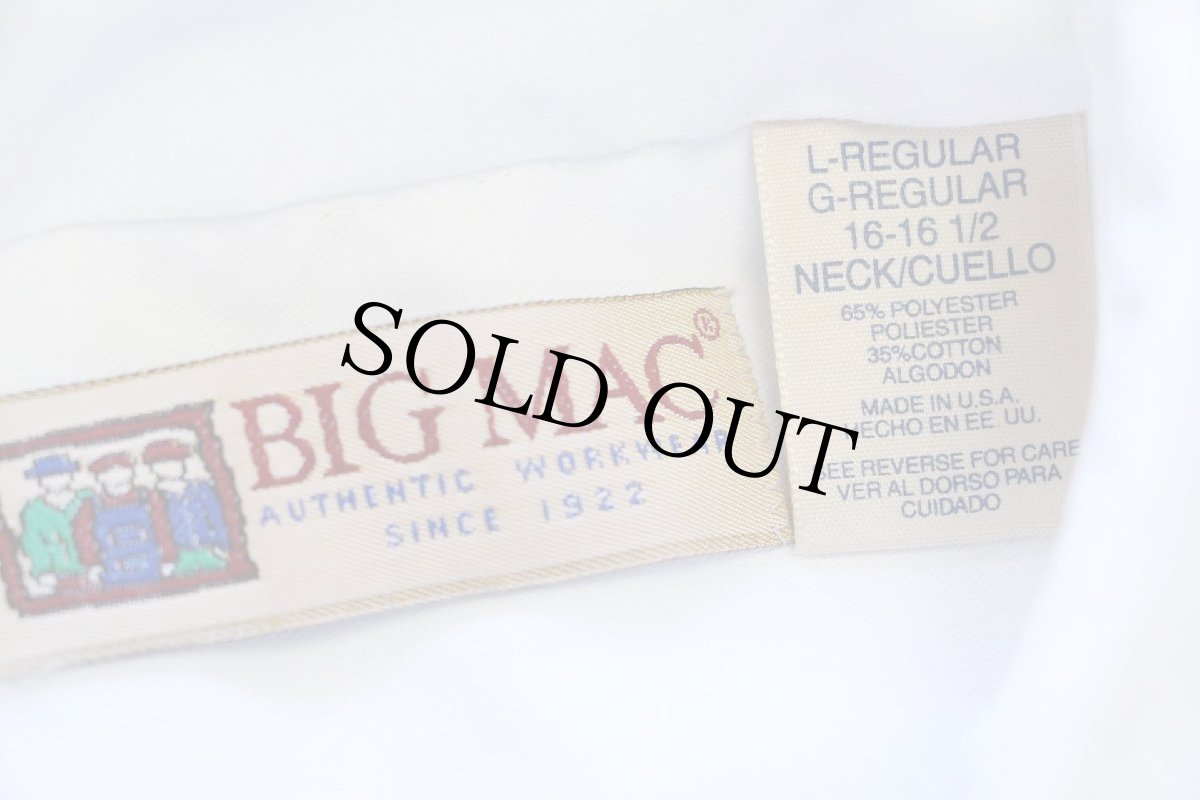 BIG MAC®
AUTHENTIC WORKWEAR
SINCE 1922
L-REGULAR
G-REGULAR
16-16 1/2
NECK/CUELLO
65% POLYESTER
POLIESTER
35%COTTON
ALGODON
MADE IN U.S.A.
HECHO EN EE. UU.
SEE REVERSE FOR CARE
VER AL DORSO PARA
CUIDADO
SOLD OUT